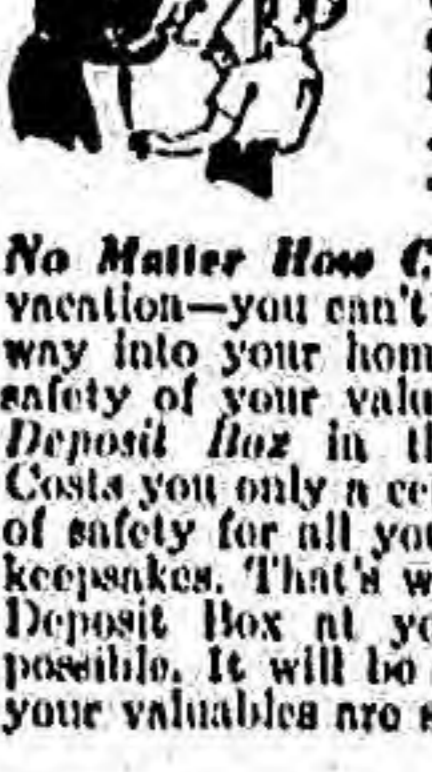 No Matter How C
vacation—you can't
way into your hom
safety of your valu
Deposit Box in th
Costs you only a ce
of safety for all you
keepsakes. That's w
Deposit Box at yo
possible. It will be
your valuables are s